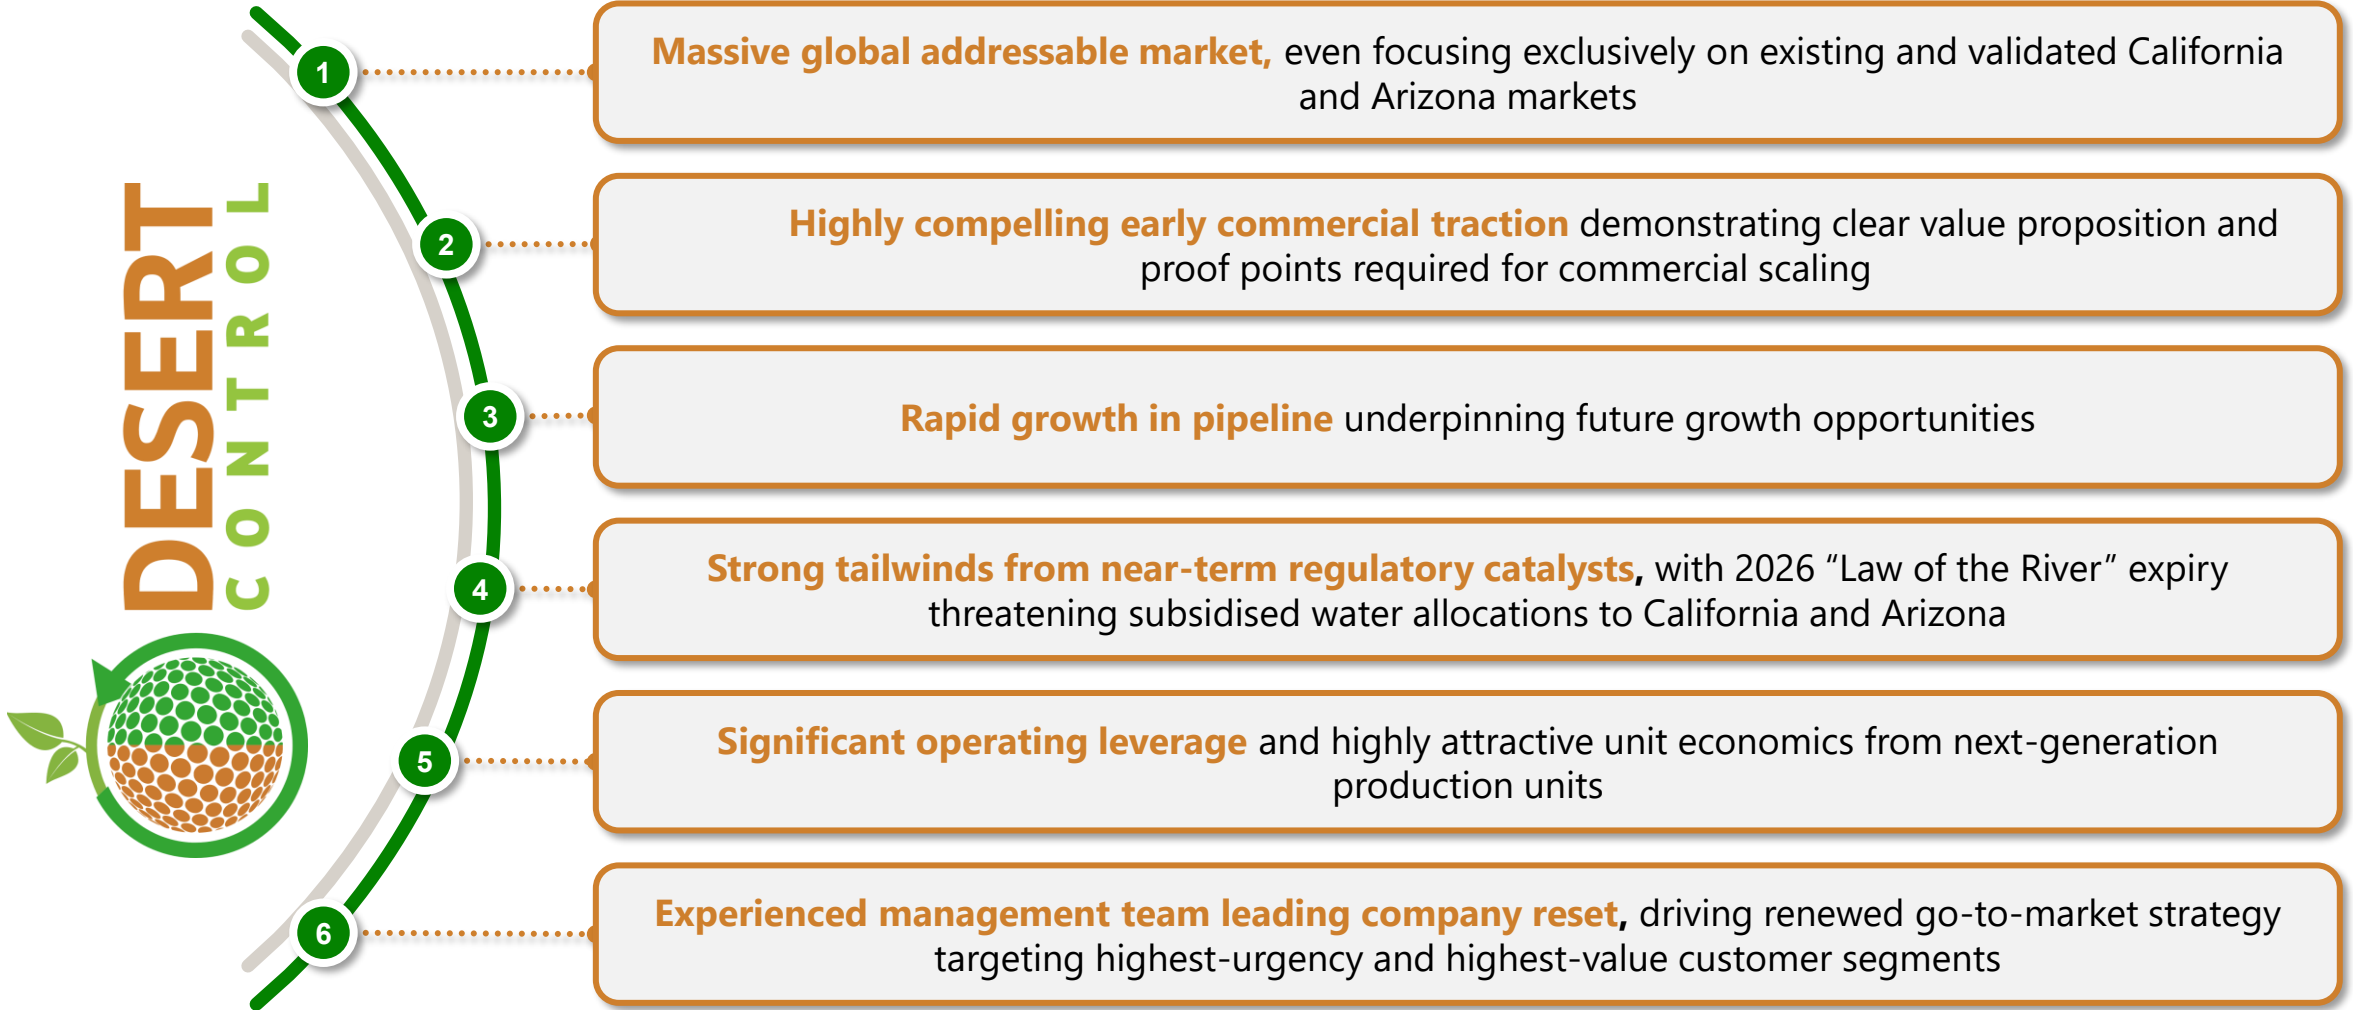 DESERT
CONTROL
1
Massive global addressable market, even focusing exclusively on existing and validated California
and Arizona markets
2
Highly compelling early commercial traction demonstrating clear value proposition and
proof points required for commercial scaling
3
Rapid growth in pipeline underpinning future growth opportunities
4
Strong tailwinds from near-term regulatory catalysts, with 2026 “Law of the River” expiry
threatening subsidised water allocations to California and Arizona
5
Significant operating leverage and highly attractive unit economics from next-generation
production units
6
Experienced management team leading company reset, driving renewed go-to-market strategy
targeting highest-urgency and highest-value customer segments